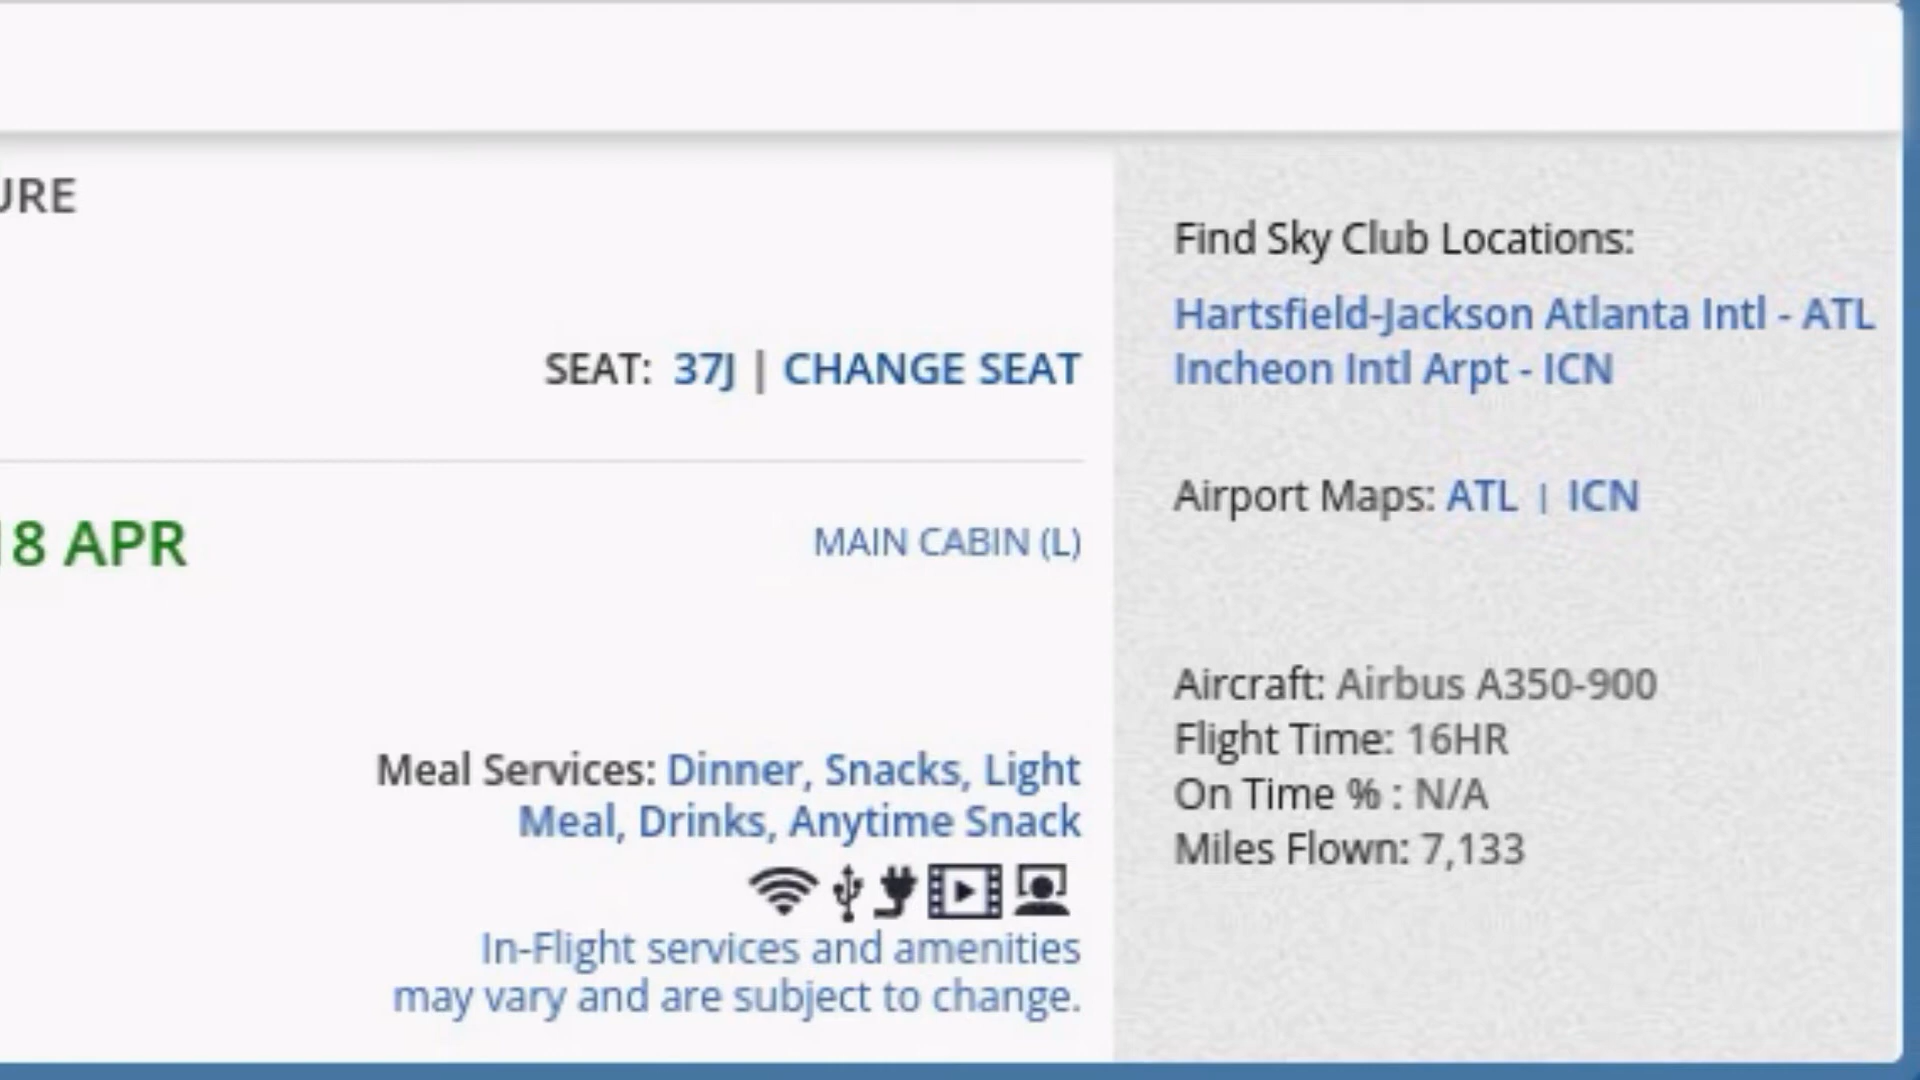 URE
SEAT: 37J | CHANGE SEAT
8 APR
MAIN CABIN (L)
Meal Services: Dinner, Snacks, Light
Meal, Drinks, Anytime Snack
In-Flight services and amenities
may vary and are subject to change.
Find Sky Club Locations:
Hartsfield-Jackson Atlanta Intl - ATL
Incheon Intl Arpt - ICN
Airport Maps: ATL | ICN
Aircraft: Airbus A350-900
Flight Time: 16HR
On Time % : N/A
Miles Flown: 7,133